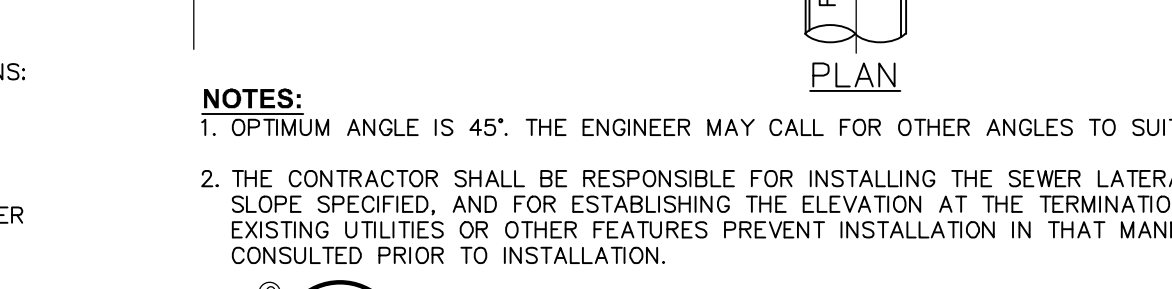 PLAN
NS:
NOTES:
1. OPTIMUM ANGLE IS 45°. THE ENGINEER MAY CALL FOR OTHER ANGLES TO SUI
2. THE CONTRACTOR SHALL BE RESPONSIBLE FOR INSTALLING THE SEWER LATERA
SLOPE SPECIFIED, AND FOR ESTABLISHING THE ELEVATION AT THE TERMINATIO
ER
EXISTING UTILITIES OR OTHER FEATURES PREVENT INSTALLATION IN THAT MAN
CONSULTED PRIOR TO INSTALLATION.